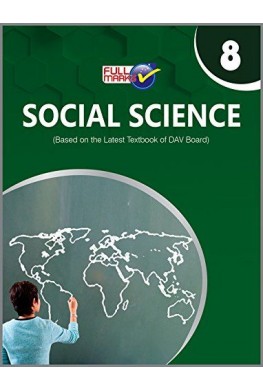 8
FULL
MARKS
SOCIAL SCIENCE
(Based on the Latest Textbook of DAV Board)